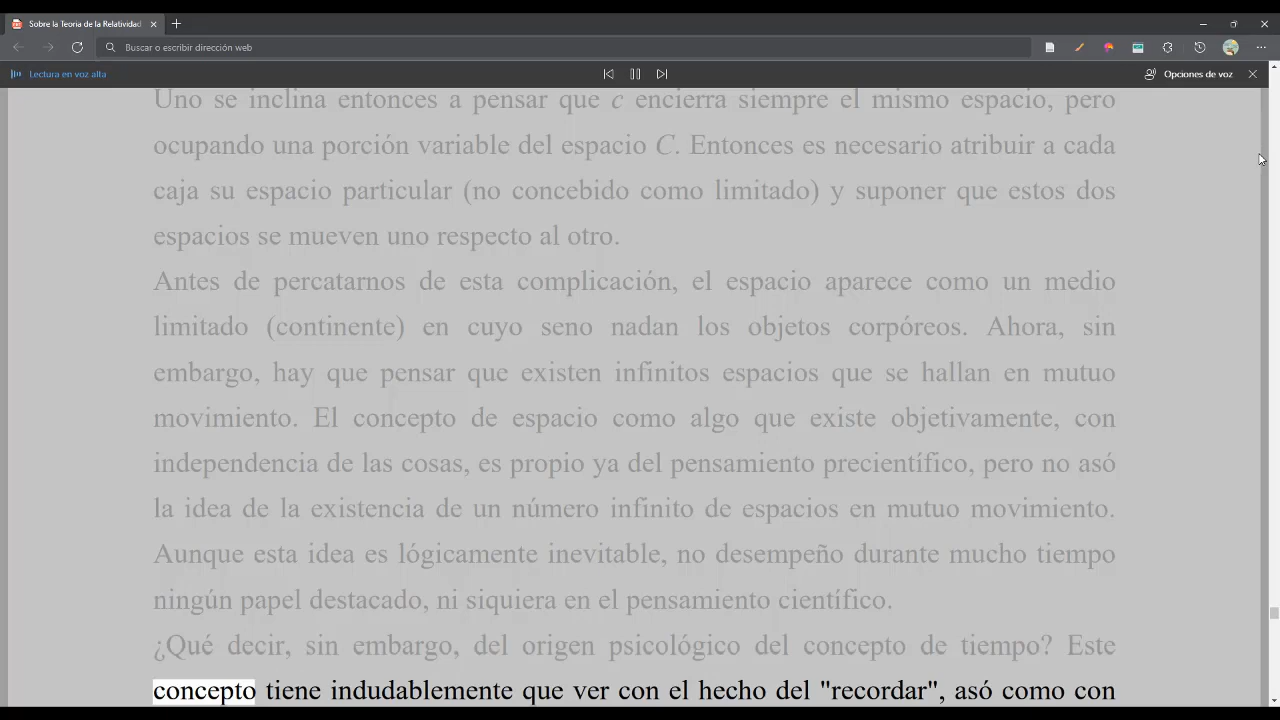 Sobre la Teoria de la Relatividad
Buscar o escribir dirección web
Lectura en voz alta
Opciones de voz
Uno se inclina entonces a pensar que c encierra siempre el mismo espacio, pero
ocupando una porción variable del espacio C. Entonces es necesario atribuir a cada
caja su espacio particular (no concebido como limitado) y suponer que estos dos
espacios se mueven uno respecto al otro.
Antes de percatarnos de esta complicación, el espacio aparece como un medio
limitado (continente) en cuyo seno nadan los objetos corpóreos. Ahora, sin
embargo, hay que pensar que existen infinitos espacios que se hallan en mutuo
movimiento. El concepto de espacio como algo que existe objetivamente, con
independencia de las cosas, es propio ya del pensamiento precientífico, pero no asó
la idea de la existencia de un número infinito de espacios en mutuo movimiento.
Aunque esta idea es lógicamente inevitable, no desempeño durante mucho tiempo
ningún papel destacado, ni siquiera en el pensamiento científico.
¿Qué decir, sin embargo, del origen psicológico del concepto de tiempo? Este
concepto tiene indudablemente que ver con el hecho del "recordar", asó como con